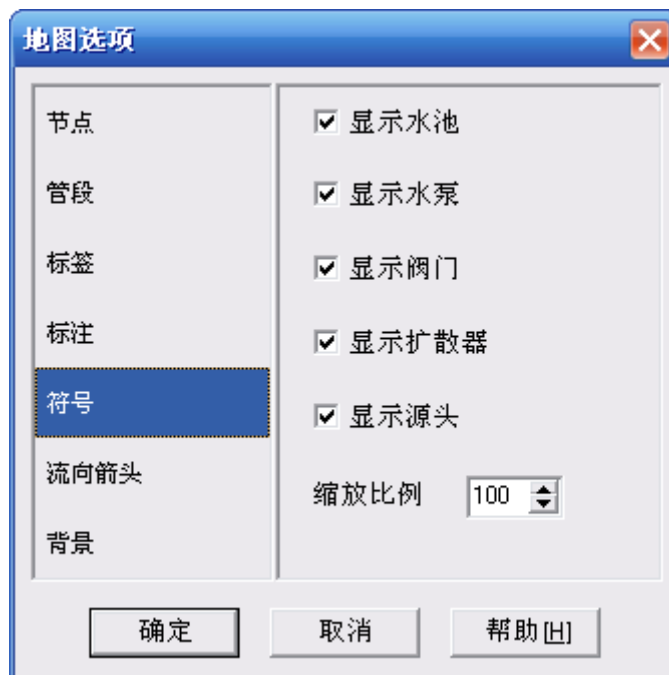 地图选项
节点
管段
标签
标注
符号
流向箭头
背景
显示水池
显示水泵
显示阀门
显示扩散器
显示源头
缩放比例 100
确定 取消 帮助[H]